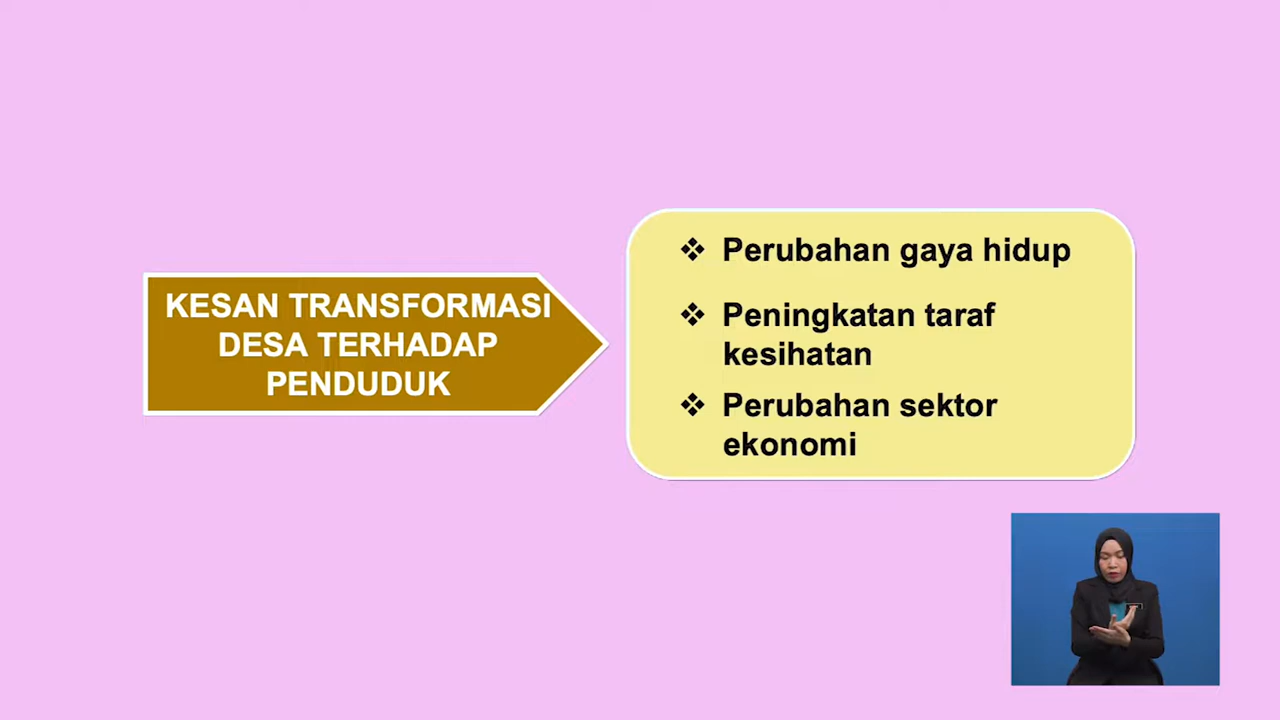 KESAN TRANSFORMASI
DESA TERHADAP
PENDUDUK
❖ Perubahan gaya hidup
❖ Peningkatan taraf
kesihatan
❖ Perubahan sektor
ekonomi